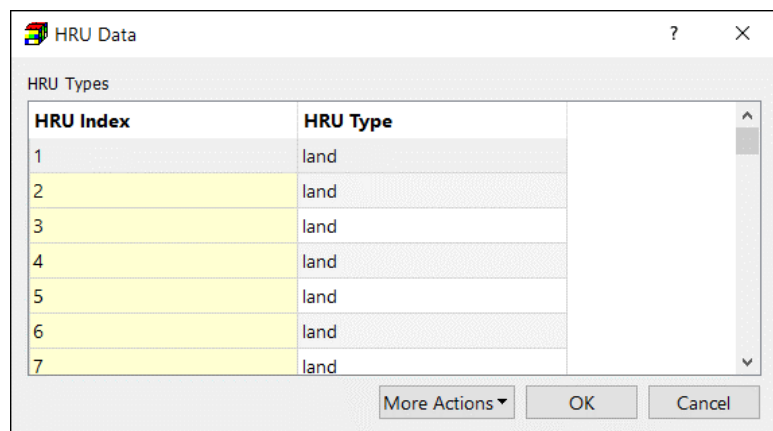 HRU Data
?
HRU Types
HRU Index HRU Type
1 land
2 land
3 land
4 land
5 land
6 land
7 land
More Actions OK Cancel